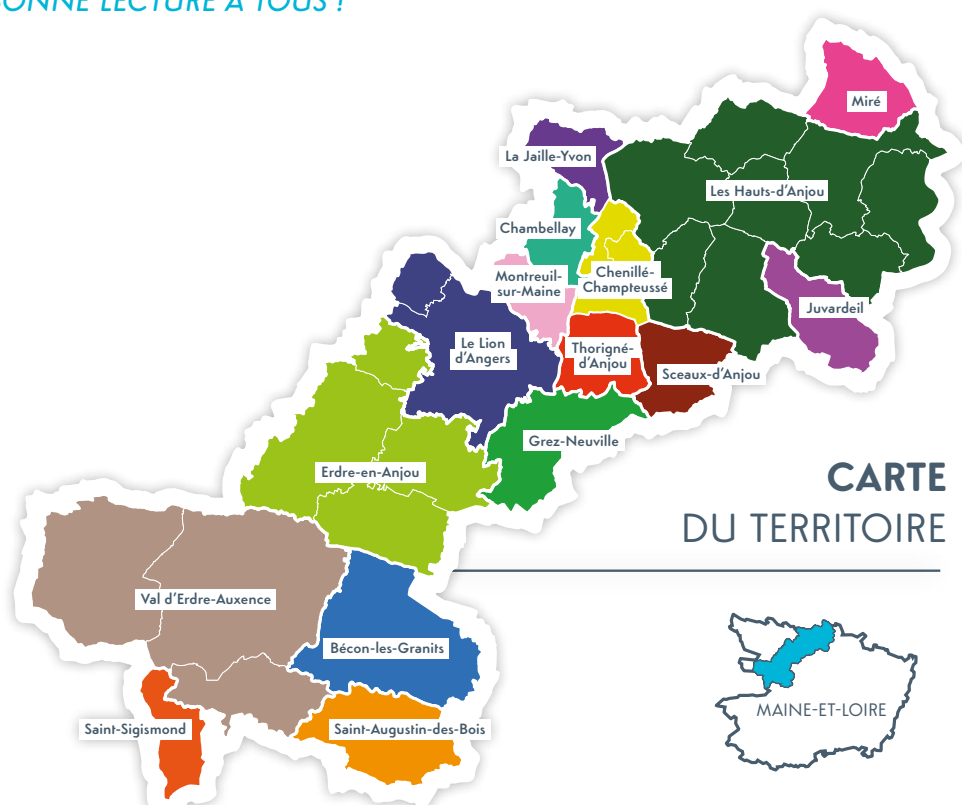 BONNE LECTURE À TOUS !
Miré
La Jaille-Yvon
Les Hauts-d'Anjou
Chambellay
Montreuil-
sur-Maine
Chenillé-
Champteussé
Juvardeil
Le Lion
d'Angers
Thorigné-
d'Anjou
Sceaux-d'Anjou
Grez-Neuville
Erdre-en-Anjou
CARTE
DU TERRITOIRE
Val d'Erdre-Auxence
Bécon-les-Granits
Saint-Sigismond
Saint-Augustin-des-Bois
MAINE-ET-LOIRE